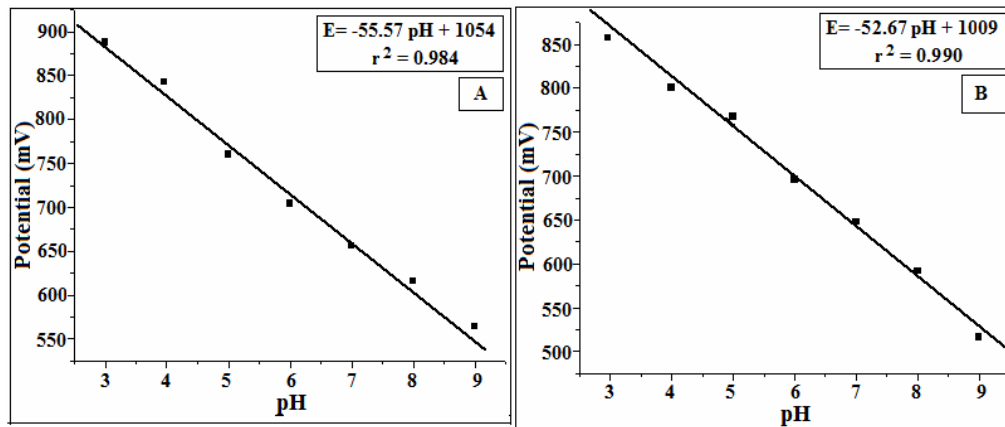 E= -55.57 pH + 1054
r² = 0.984
A
Potential (mV)
900
850
800
750
700
650
600
550
3 4 5 6 7 8 9
pH
E= -52.67 pH + 1009
r² = 0.990
B
Potential (mV)
850
800
750
700
650
600
550
500
3 4 5 6 7 8 9
pH